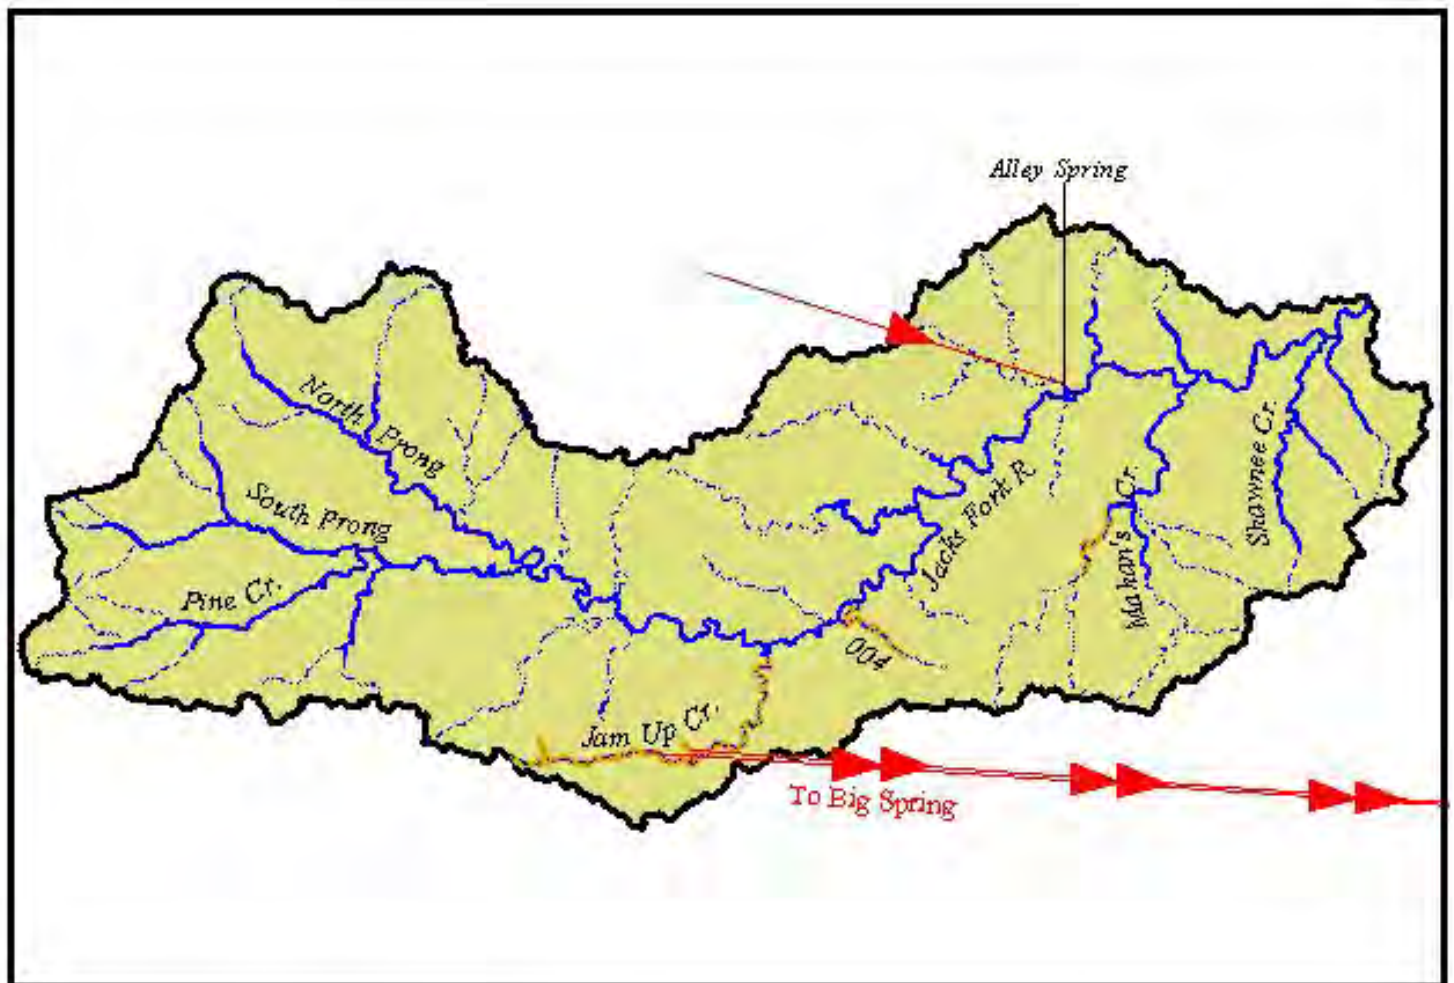 Alley Spring
North Prong
South Prong
Pine Cr.
Jacks Fork R.
Mahan's Cr.
Shawnee Cr.
004
Jam Up Cr.
To Big Spring